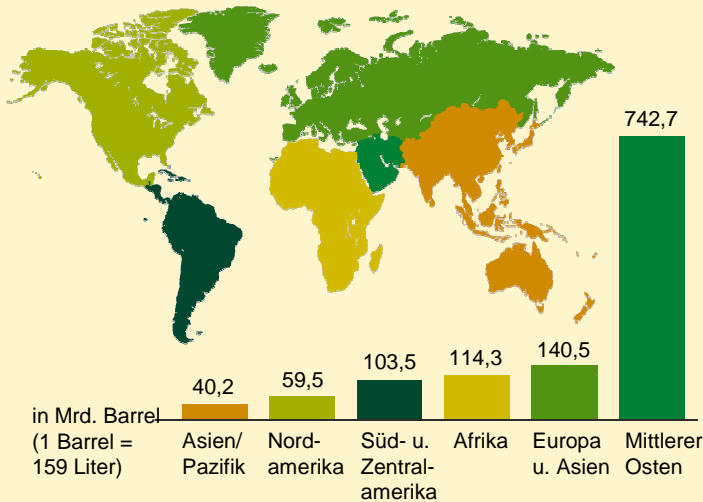 742,7
140,5
114,3
103,5
59,5
40,2
in Mrd. Barrel
(1 Barrel =
159 Liter)
Asien/
Pazifik
Nord-
amerika
Süd- u.
Zentral-
amerika
Afrika
Europa
u. Asien
Mittlerer
Osten